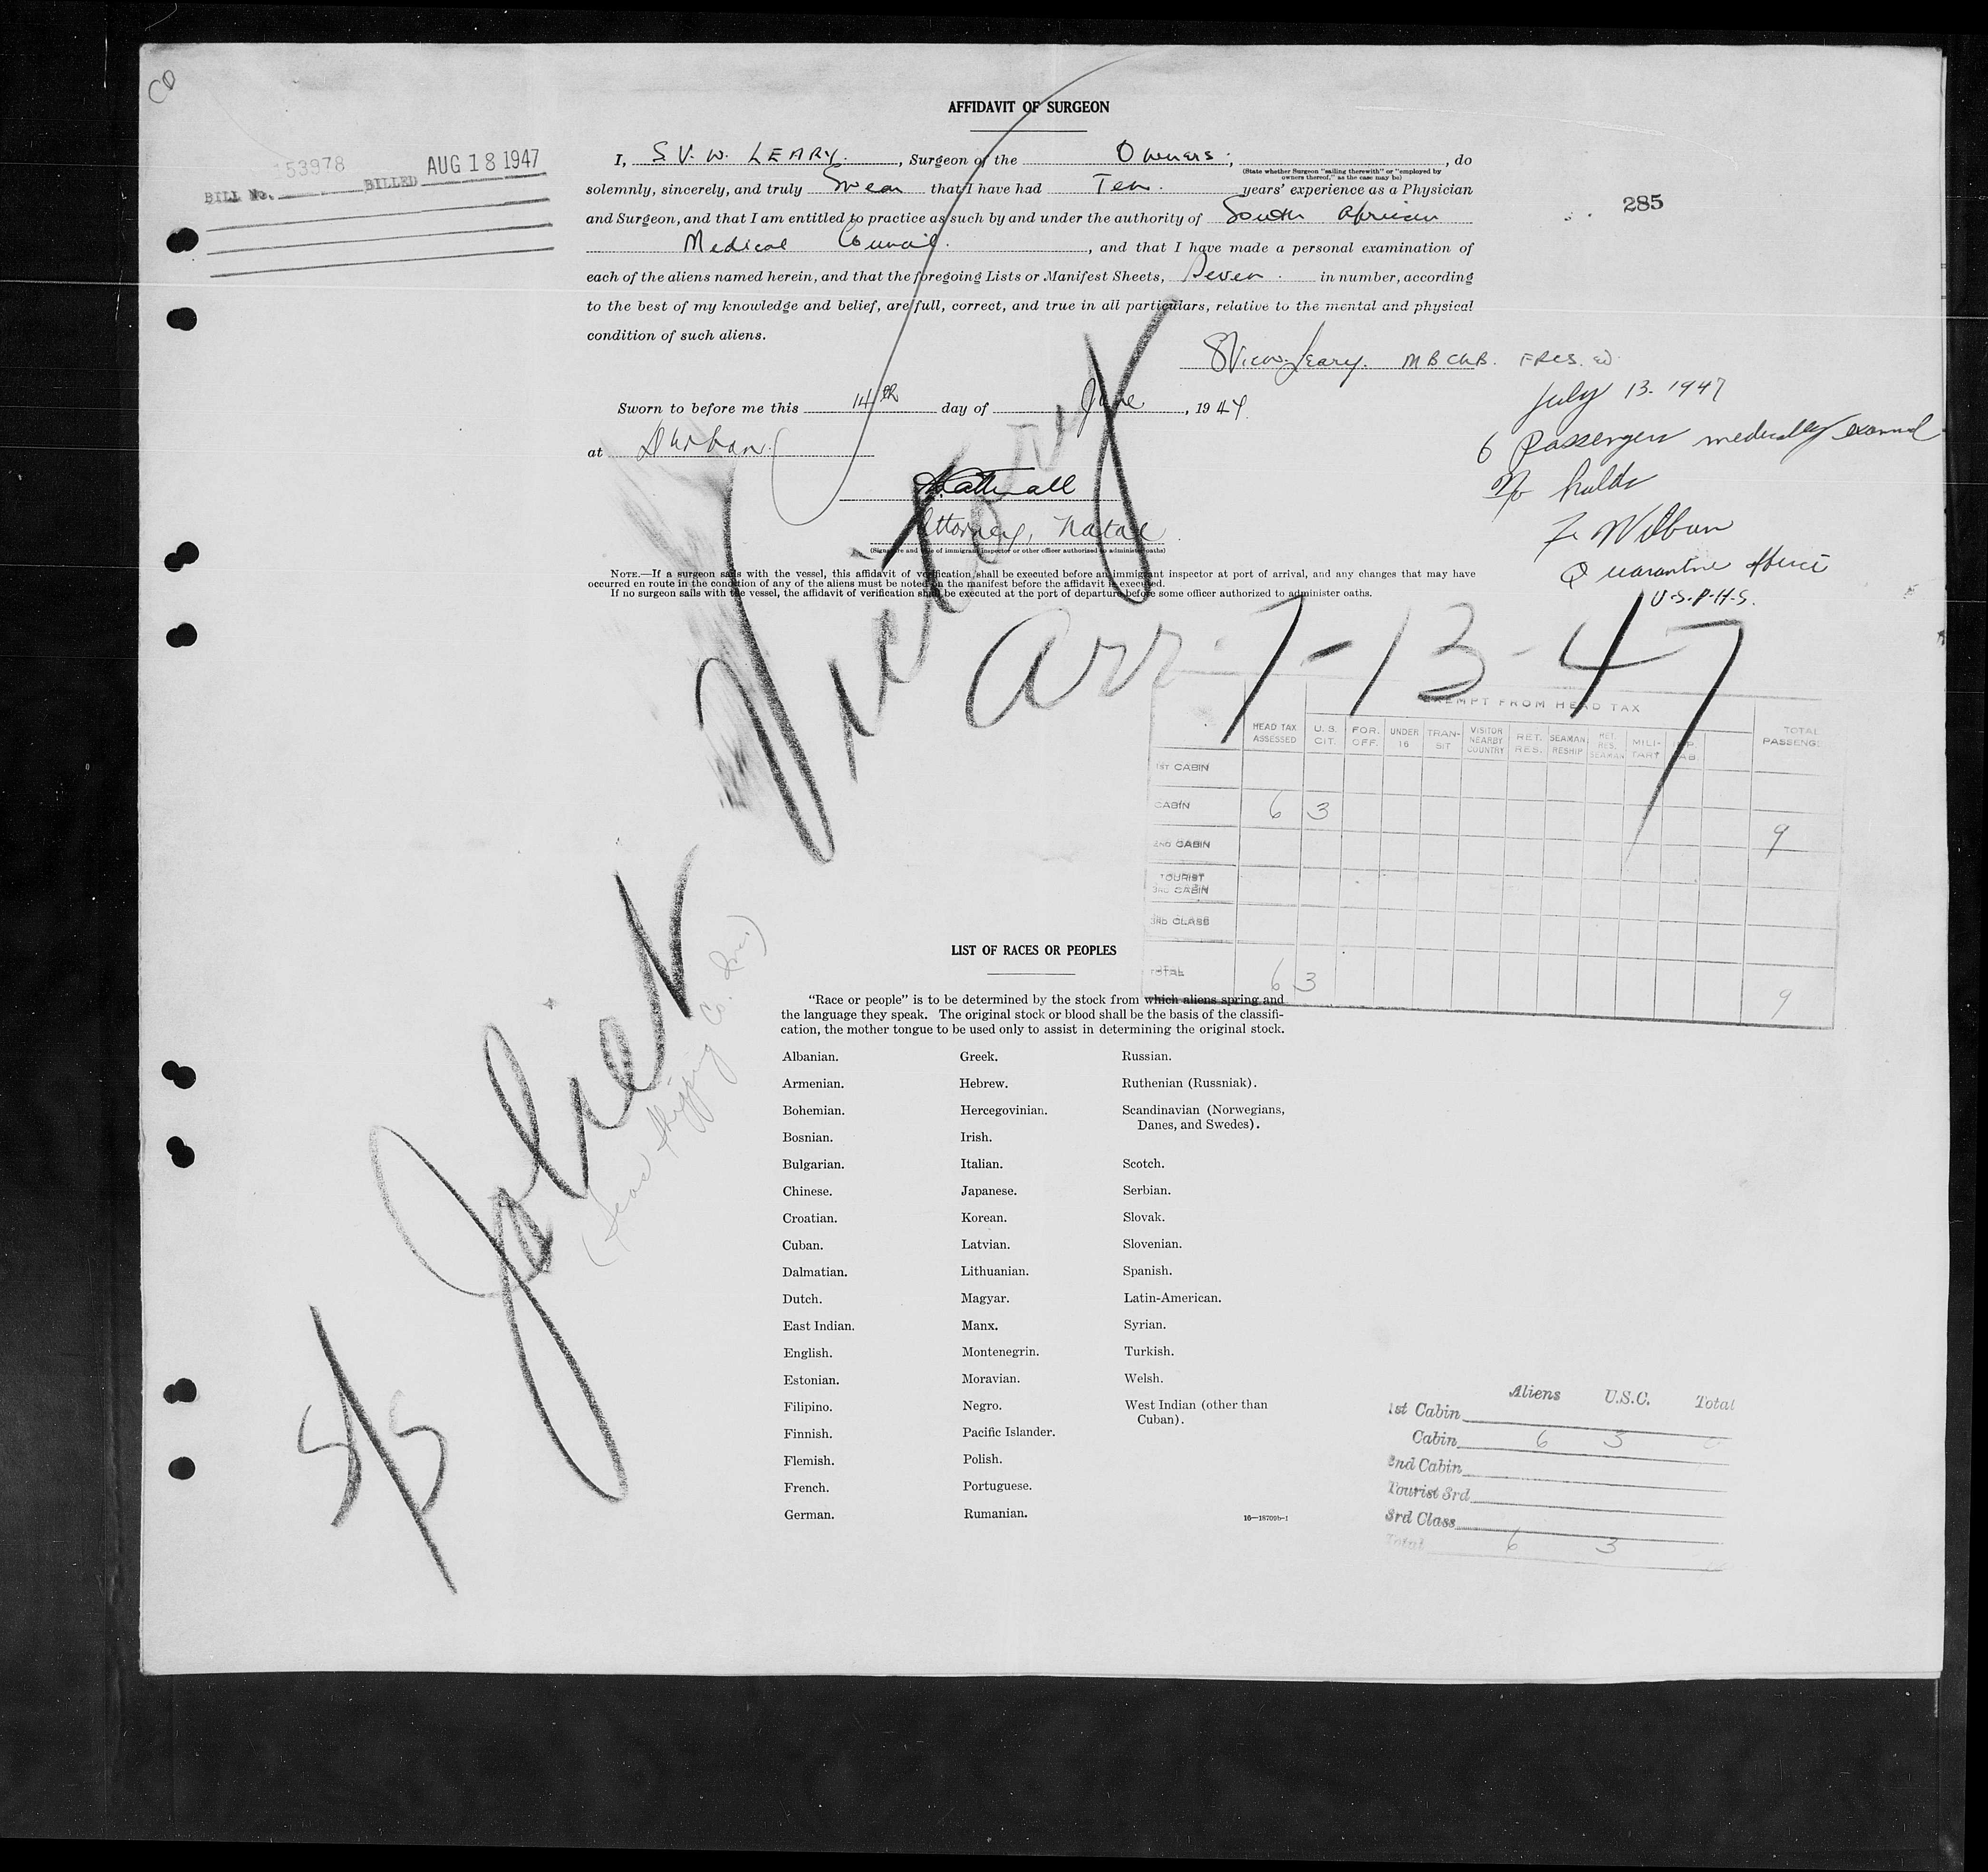 CO
AFFIDAVIT OF SURGEON
53978 AUG 18 1947
BILL No. BILLED
I, S. V. W. LEARY., Surgeon of the Owners;, do
(State whether Surgeon "sailing therewith" or "employed by
owners thereof," as the case may be)
solemnly, sincerely, and truly Swear that I have had Ten. years' experience as a Physician
and Surgeon, and that I am entitled to practice as such by and under the authority of South African
Medical Council., and that I have made a personal examination of
each of the aliens named herein, and that the foregoing Lists or Manifest Sheets, Seven. in number, according
to the best of my knowledge and belief, are full, correct, and true in all particulars, relative to the mental and physical
condition of such aliens.
285
S V. W. Leary. M B Ch B. FRCS. ED.
Sworn to before me this 14th day of June, 1947.
at Durban.
Attorney, Natal
(Signature and title of immigrant inspector or other officer authorized to administer oaths)
July 13. 1947
6 Passengers medically examined
No holds
Quarantine Officer
U.S.P.H.S.
NOTE.—If a surgeon sails with the vessel, this affidavit of verification shall be executed before an immigrant inspector at port of arrival, and any changes that may have
occurred en route in the condition of any of the aliens must be noted on the manifest before the affidavit is executed.
If no surgeon sails with the vessel, the affidavit of verification shall be executed at the port of departure before some officer authorized to administer oaths.
S/S Joliet Victory
(Seas Shipping Co. Inc.)
arr. 7-13-47
EXEMPT FROM HEAD TAX
HEAD TAX ASSESSED U. S. CIT. FOR. OFF. UNDER 16 TRANSIT VISITOR NEARBY COUNTRY RET. RES. SEAMAN RESHIP RET. RES. SEAMAN MILITARY TOTAL PASSENG
1ST CABIN
CABIN 6 3 9
2ND CABIN
TOURIST
3RD CABIN
3RD CLASS
TOTAL 6 3 9
LIST OF RACES OR PEOPLES
"Race or people" is to be determined by the stock from which aliens spring and
the language they speak. The original stock or blood shall be the basis of the classifi-
cation, the mother tongue to be used only to assist in determining the original stock.
Albanian. Greek. Russian.
Armenian. Hebrew. Ruthenian (Russniak).
Bohemian. Hercegovinian. Scandinavian (Norwegians,
Danes, and Swedes).
Bosnian. Irish.
Bulgarian. Italian. Scotch.
Chinese. Japanese. Serbian.
Croatian. Korean. Slovak.
Cuban. Latvian. Slovenian.
Dalmatian. Lithuanian. Spanish.
Dutch. Magyar. Latin-American.
East Indian. Manx. Syrian.
English. Montenegrin. Turkish.
Estonian. Moravian. Welsh.
Filipino. Negro. West Indian (other than
Cuban).
Finnish. Pacific Islander.
Flemish. Polish.
French. Portuguese.
German. Rumanian.
16—18709b-1
Aliens U.S.C. Total
1st Cabin
Cabin 6 3
2nd Cabin
Tourist 3rd
3rd Class
Total 6 3